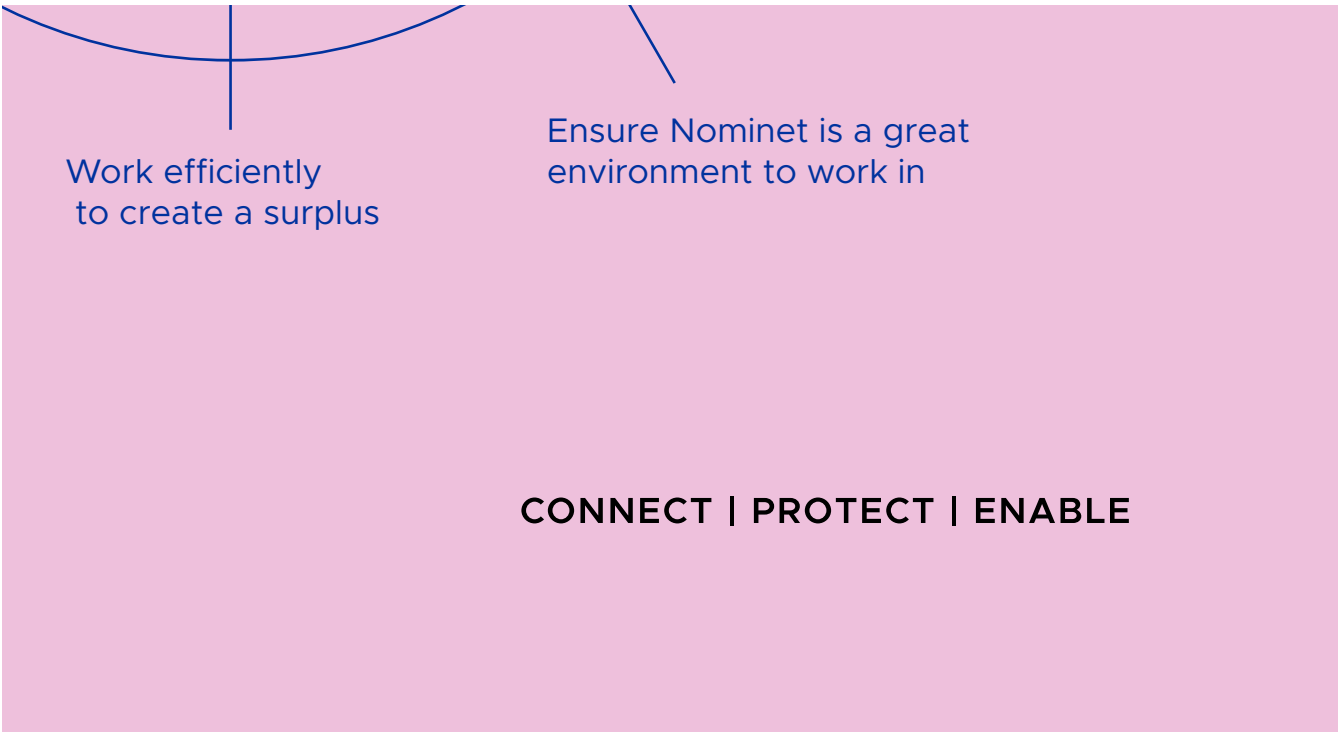 Work efficiently
to create a surplus
Ensure Nominet is a great
environment to work in
CONNECT | PROTECT | ENABLE